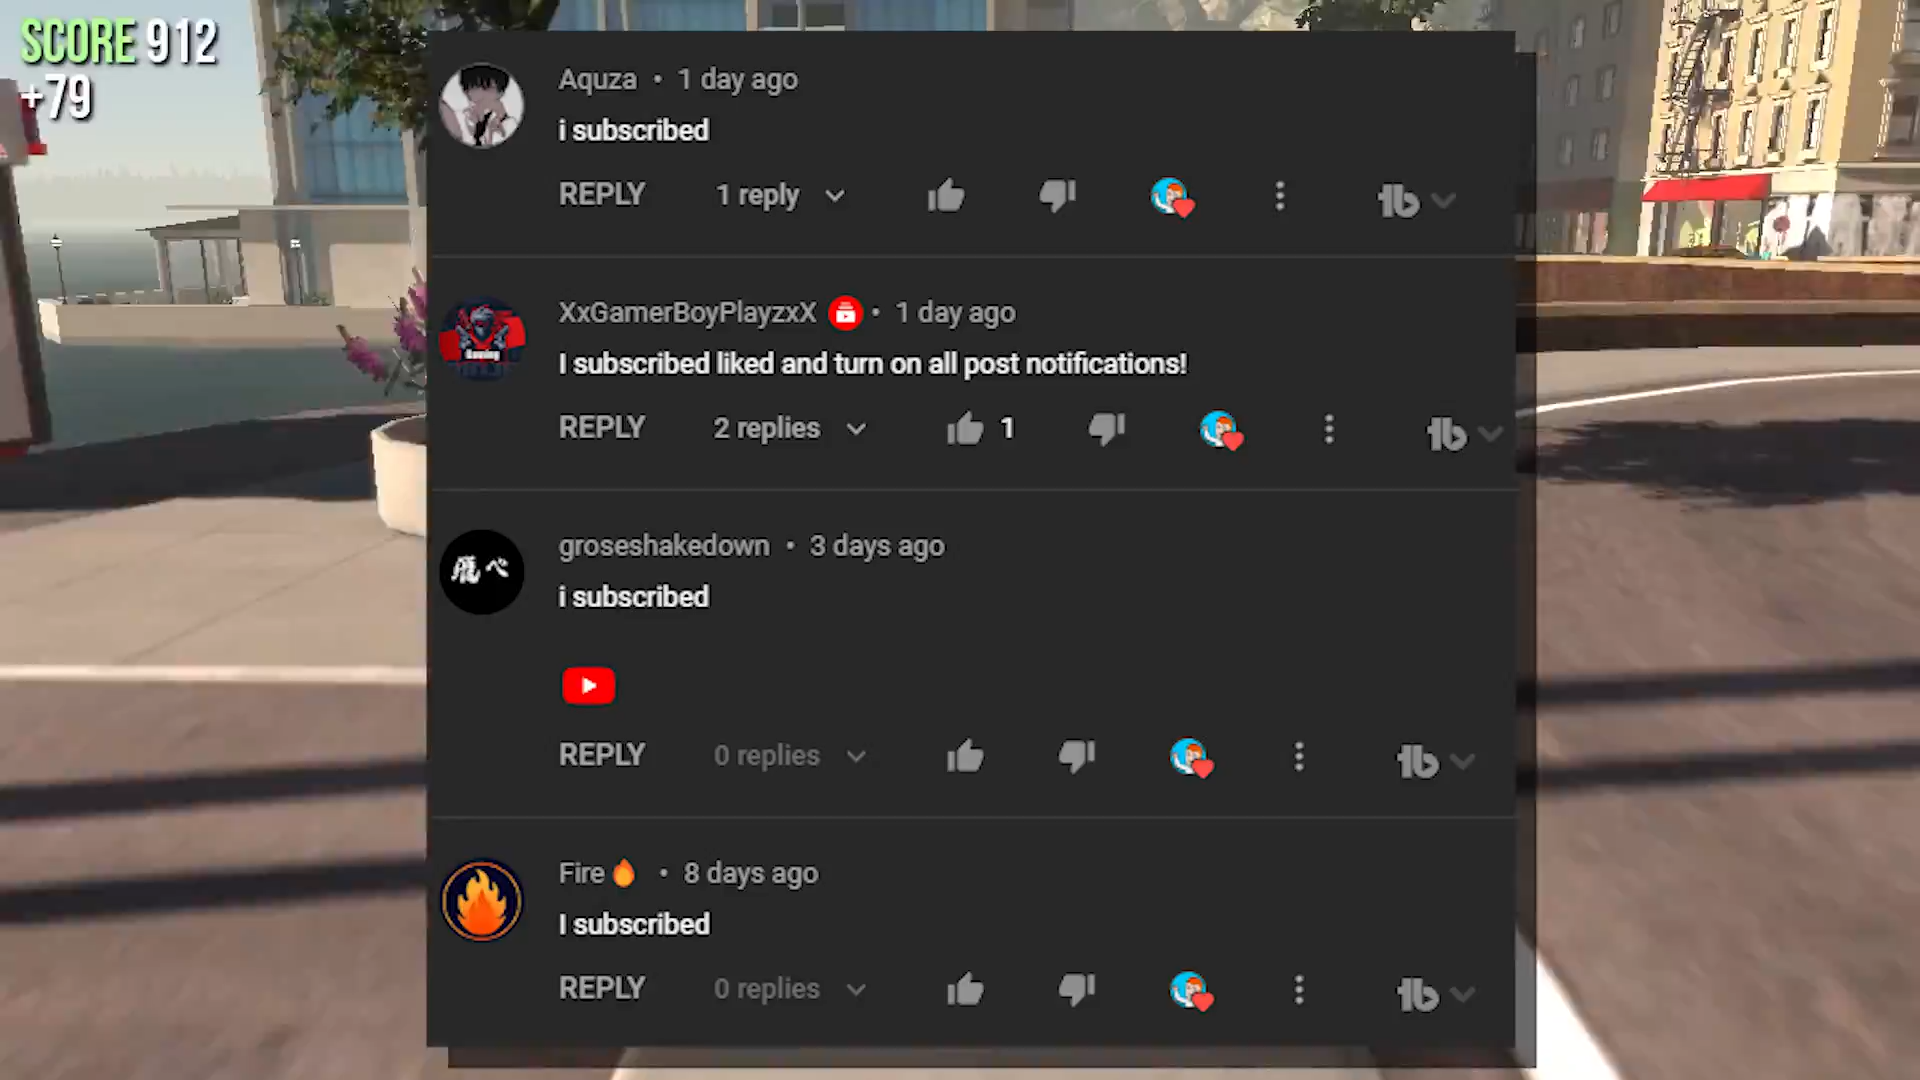 SCORE 912
+79
Aquza • 1 day ago
i subscribed
REPLY 1 reply
XxGamerBoyPlayzxX • 1 day ago
I subscribed liked and turn on all post notifications!
REPLY 2 replies 1
Gaming
groseshakedown • 3 days ago
i subscribed
REPLY 0 replies
Fire🔥 • 8 days ago
I subscribed
REPLY 0 replies